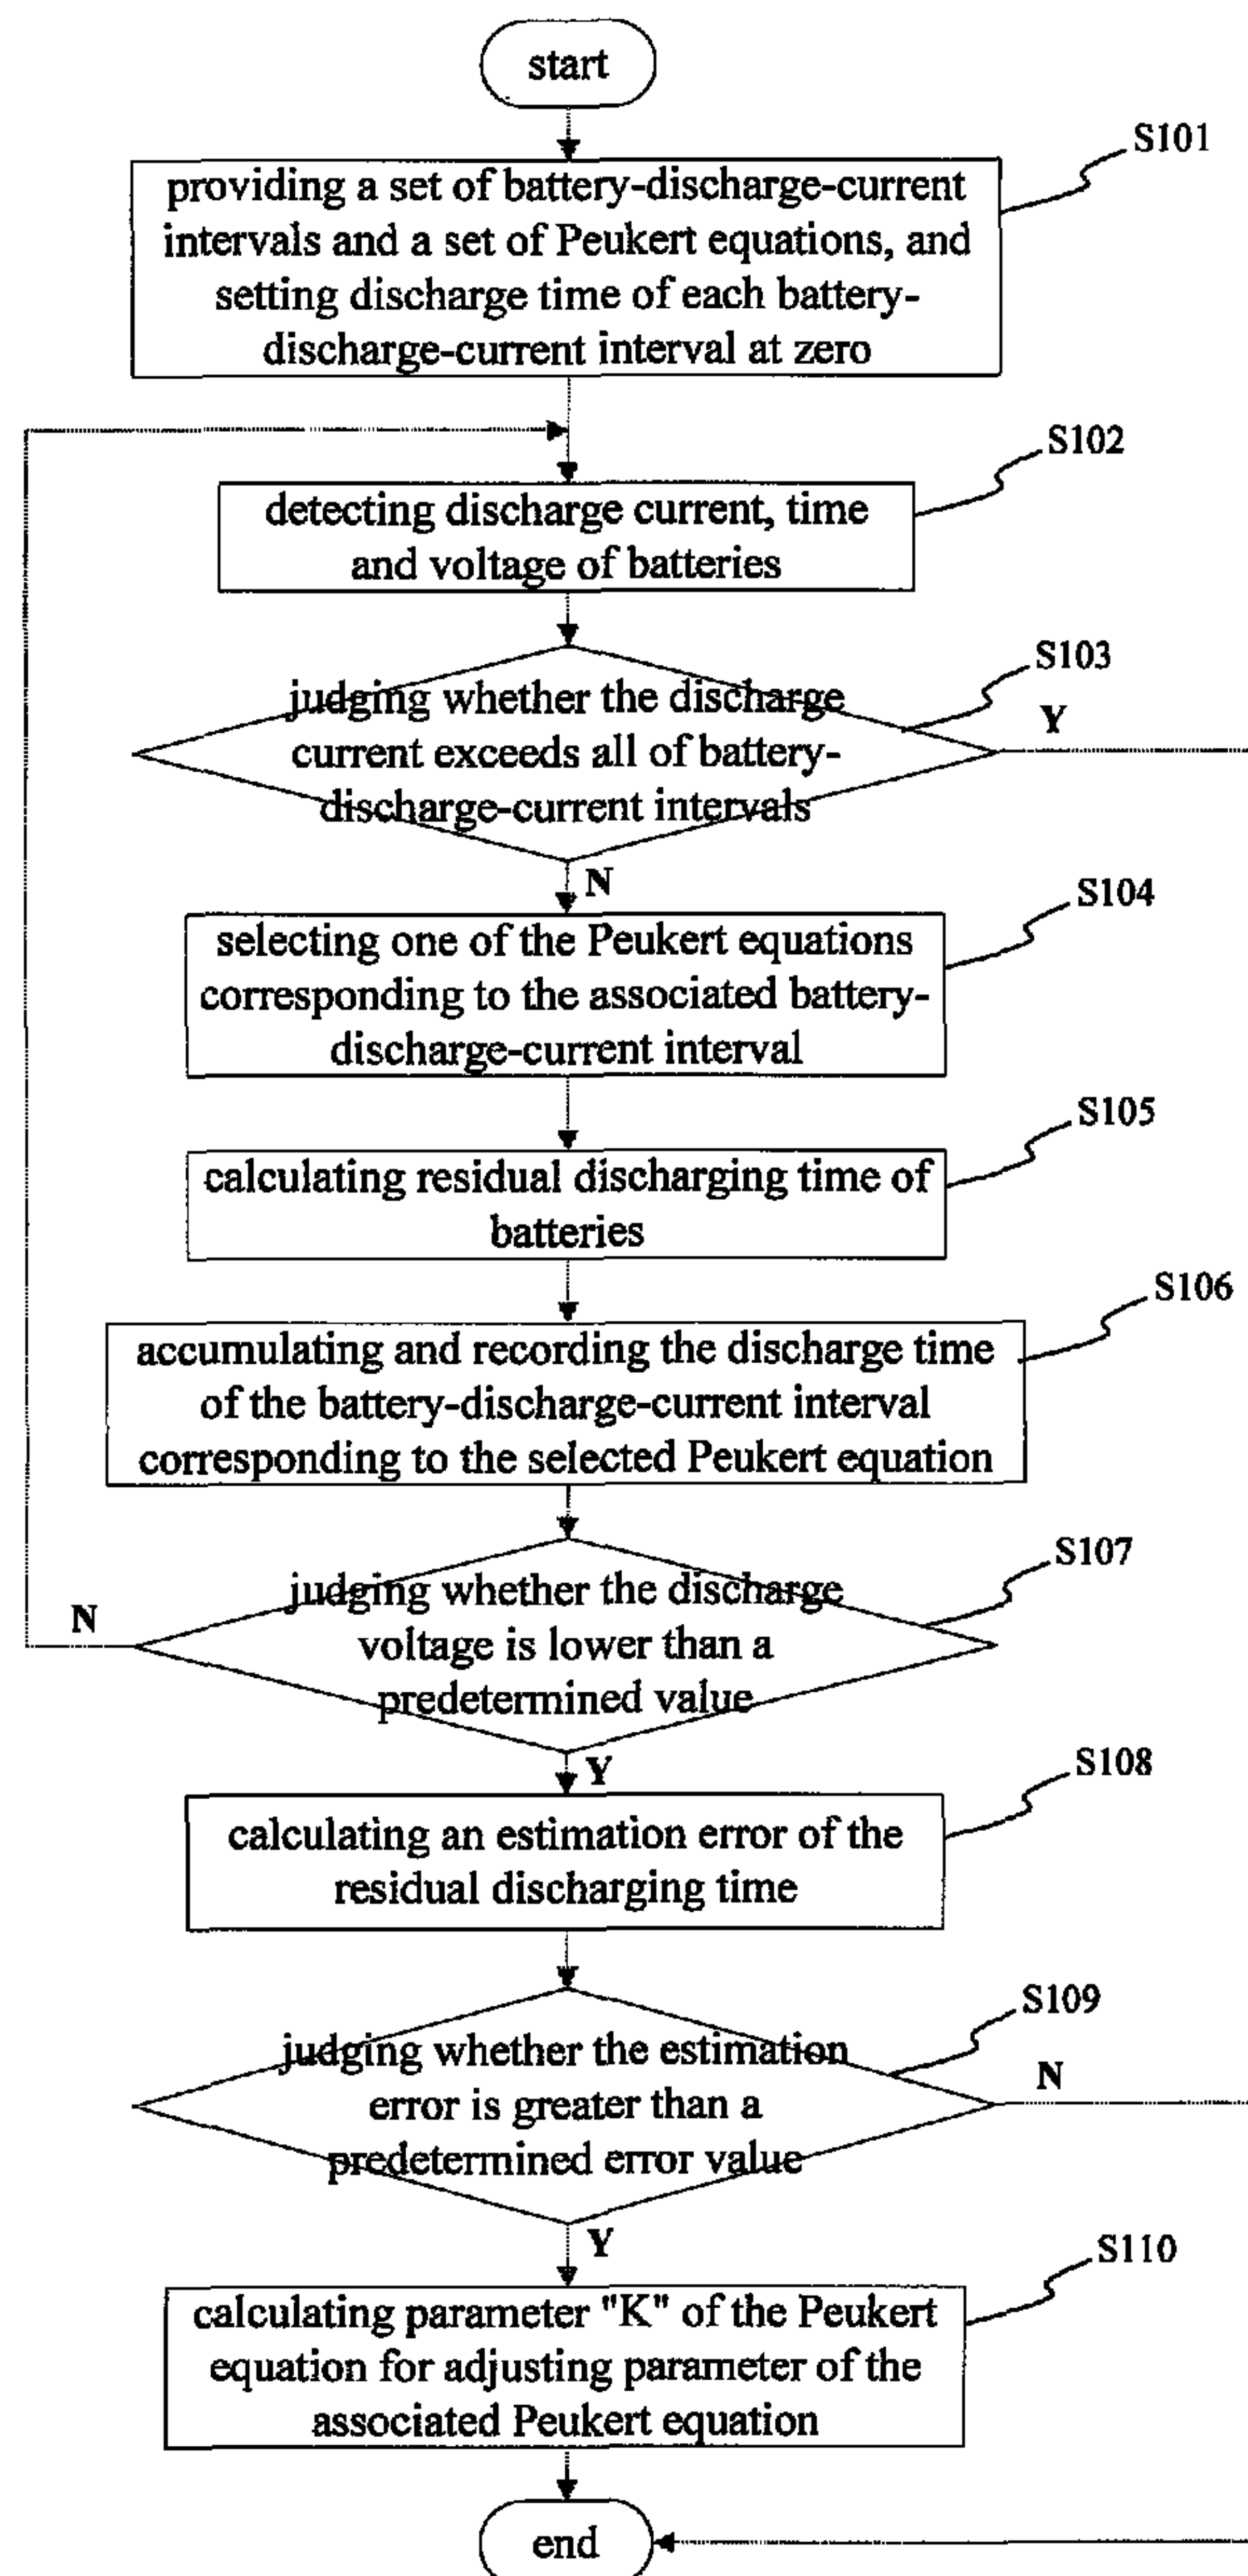 start
S101
providing a set of battery-discharge-current
intervals and a set of Peukert equations, and
setting discharge time of each battery-
discharge-current interval at zero
S102
detecting discharge current, time
and voltage of batteries
S103
judging whether the discharge
current exceeds all of battery-
discharge-current intervals
Y
N
S104
selecting one of the Peukert equations
corresponding to the associated battery-
discharge-current interval
S105
calculating residual discharging time of
batteries
S106
accumulating and recording the discharge time
of the battery-discharge-current interval
corresponding to the selected Peukert equation
S107
judging whether the discharge
voltage is lower than a
predetermined value
N
Y
S108
calculating an estimation error of the
residual discharging time
S109
judging whether the estimation
error is greater than a
predetermined error value
N
Y
S110
calculating parameter "K" of the Peukert
equation for adjusting parameter of the
associated Peukert equation
end